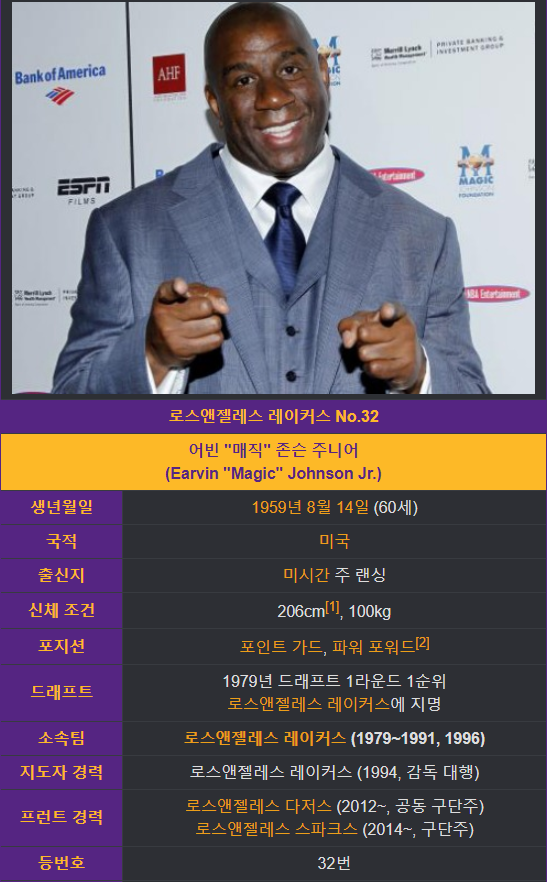 Bank of America
AHF
MAGIC
FOUNDATION
Merrill Lynch
PRIVATE BANKING &
INVESTMENT GROUP
ESPN
FILMS
Entertainment
MAGIC
FOUNDATION
Merrill Lynch
NBA Entertainment
로스앤젤레스 레이커스 No.32
어빈 "매직" 존슨 주니어
(Earvin "Magic" Johnson Jr.)
생년월일 1959년 8월 14일 (60세)
국적 미국
출신지 미시간 주 랜싱
신체 조건 206cm[1], 100kg
포지션 포인트 가드, 파워 포워드[2]
드래프트 1979년 드래프트 1라운드 1순위
로스앤젤레스 레이커스에 지명
소속팀 로스앤젤레스 레이커스 (1979~1991, 1996)
지도자 경력 로스앤젤레스 레이커스 (1994, 감독 대행)
프런트 경력 로스앤젤레스 다저스 (2012~, 공동 구단주)
로스앤젤레스 스파크스 (2014~, 구단주)
등번호 32번